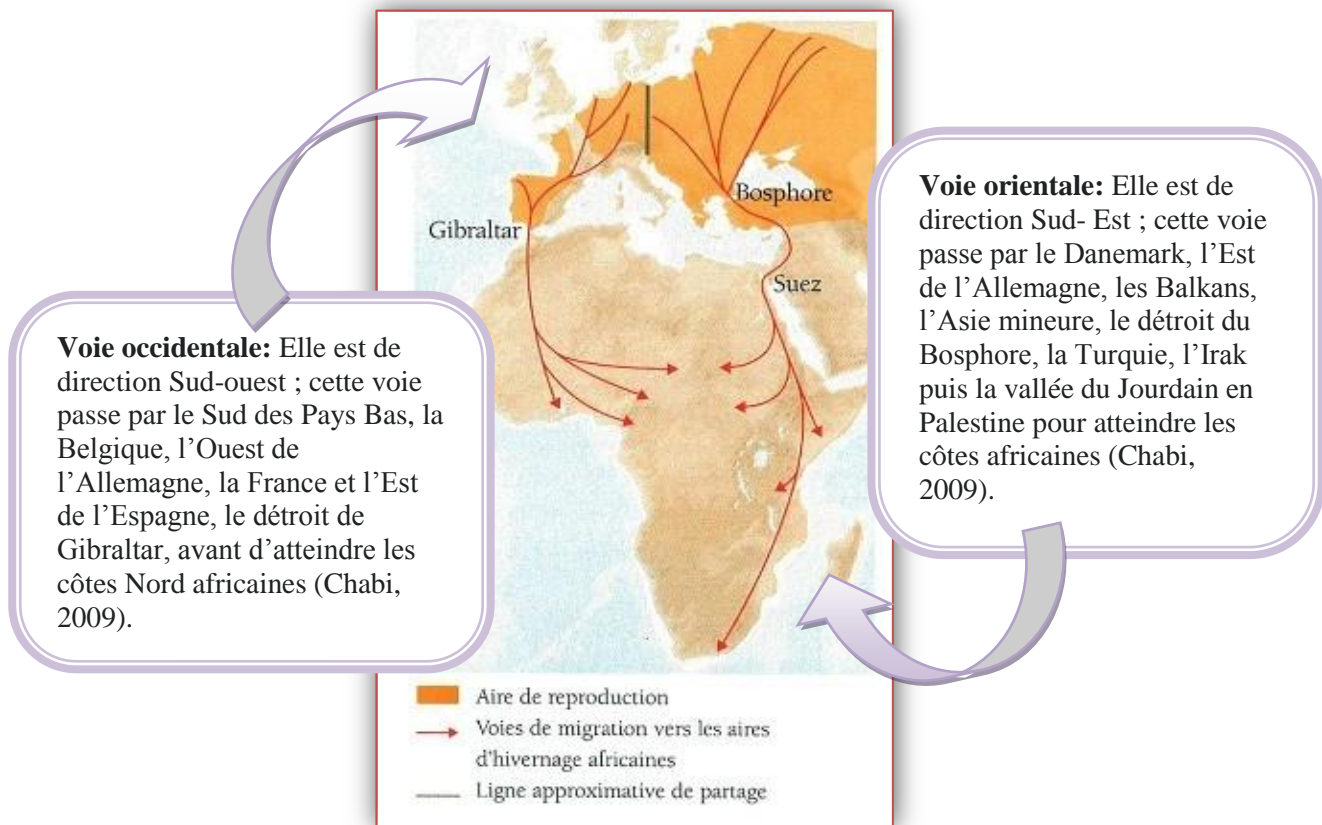 Bosphore
Gibraltar
Suez
Voie occidentale: Elle est de
direction Sud-ouest ; cette voie
passe par le Sud des Pays Bas, la
Belgique, l’Ouest de
l’Allemagne, la France et l’Est
de l’Espagne, le détroit de
Gibraltar, avant d’atteindre les
côtes Nord africaines (Chabi,
2009).
Voie orientale: Elle est de
direction Sud- Est ; cette voie
passe par le Danemark, l’Est
de l’Allemagne, les Balkans,
l’Asie mineure, le détroit du
Bosphore, la Turquie, l’Irak
puis la vallée du Jourdain en
Palestine pour atteindre les
côtes africaines (Chabi,
2009).
Aire de reproduction
Voies de migration vers les aires
d'hivernage africaines
Ligne approximative de partage